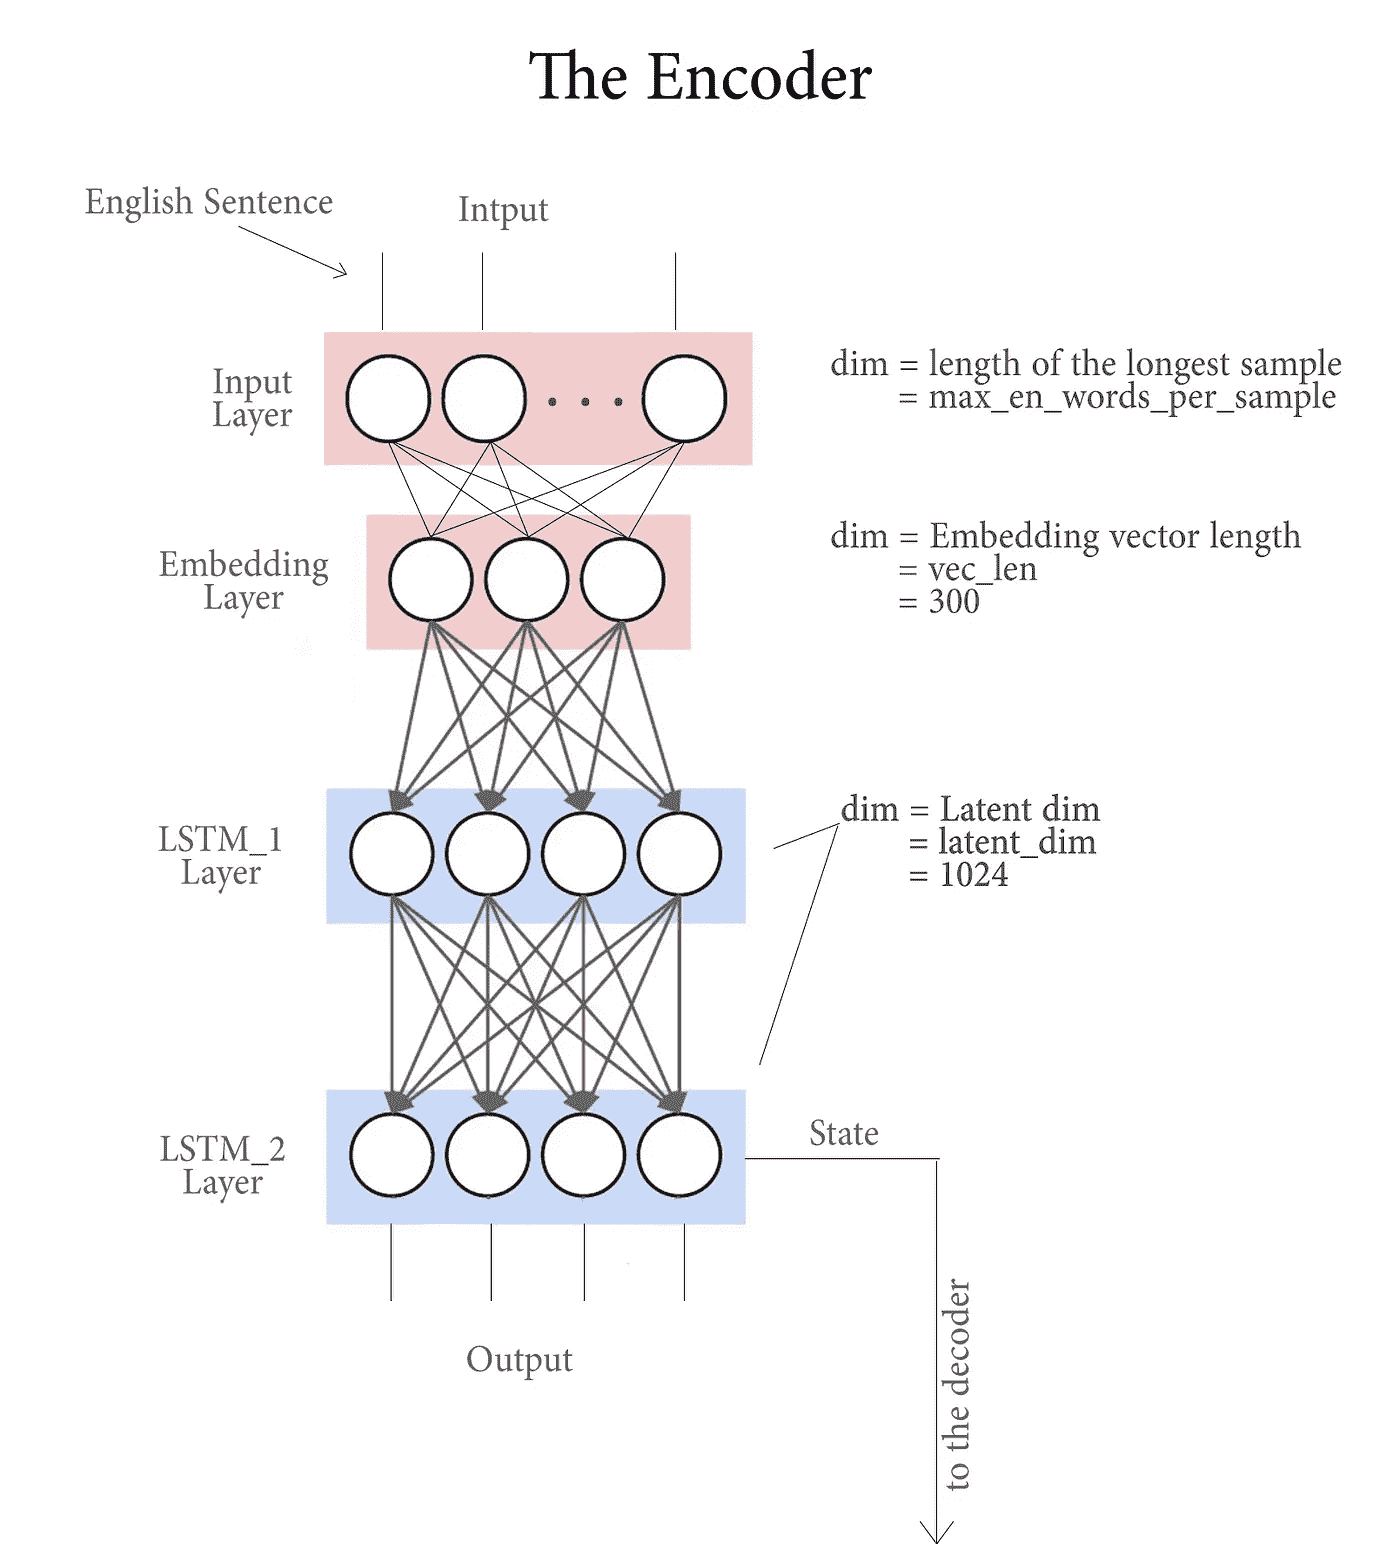 The Encoder
English Sentence
Intput
Input
Layer
dim = length of the longest sample
= max_en_words_per_sample
Embedding
Layer
dim = Embedding vector length
= vec_len
= 300
LSTM_1
Layer
dim = Latent dim
= latent_dim
= 1024
LSTM_2
Layer
State
to the decoder
Output